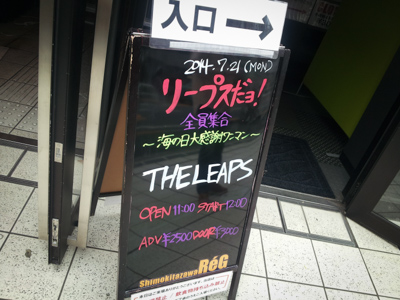 入口→
2014.7.21(MON)
リープスだョ!
全員集合
〜海の日大感謝ワンマン〜
THE LEAPS
OPEN 11:00 START 12:00
ADV ¥2500 DOOR ¥3000
Shimokitazawa RéG